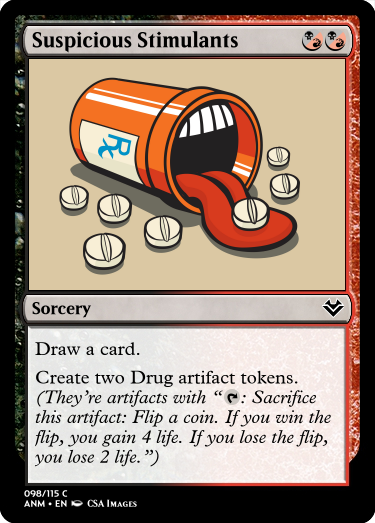 Suspicious Stimulants
Rx
Sorcery
Draw a card.
Create two Drug artifact tokens.
(They're artifacts with “: Sacrifice
this artifact: Flip a coin. If you win the
flip, you gain 4 life. If you lose the flip,
you lose 2 life.”)
098/115 C
ANM • EN CSA Images